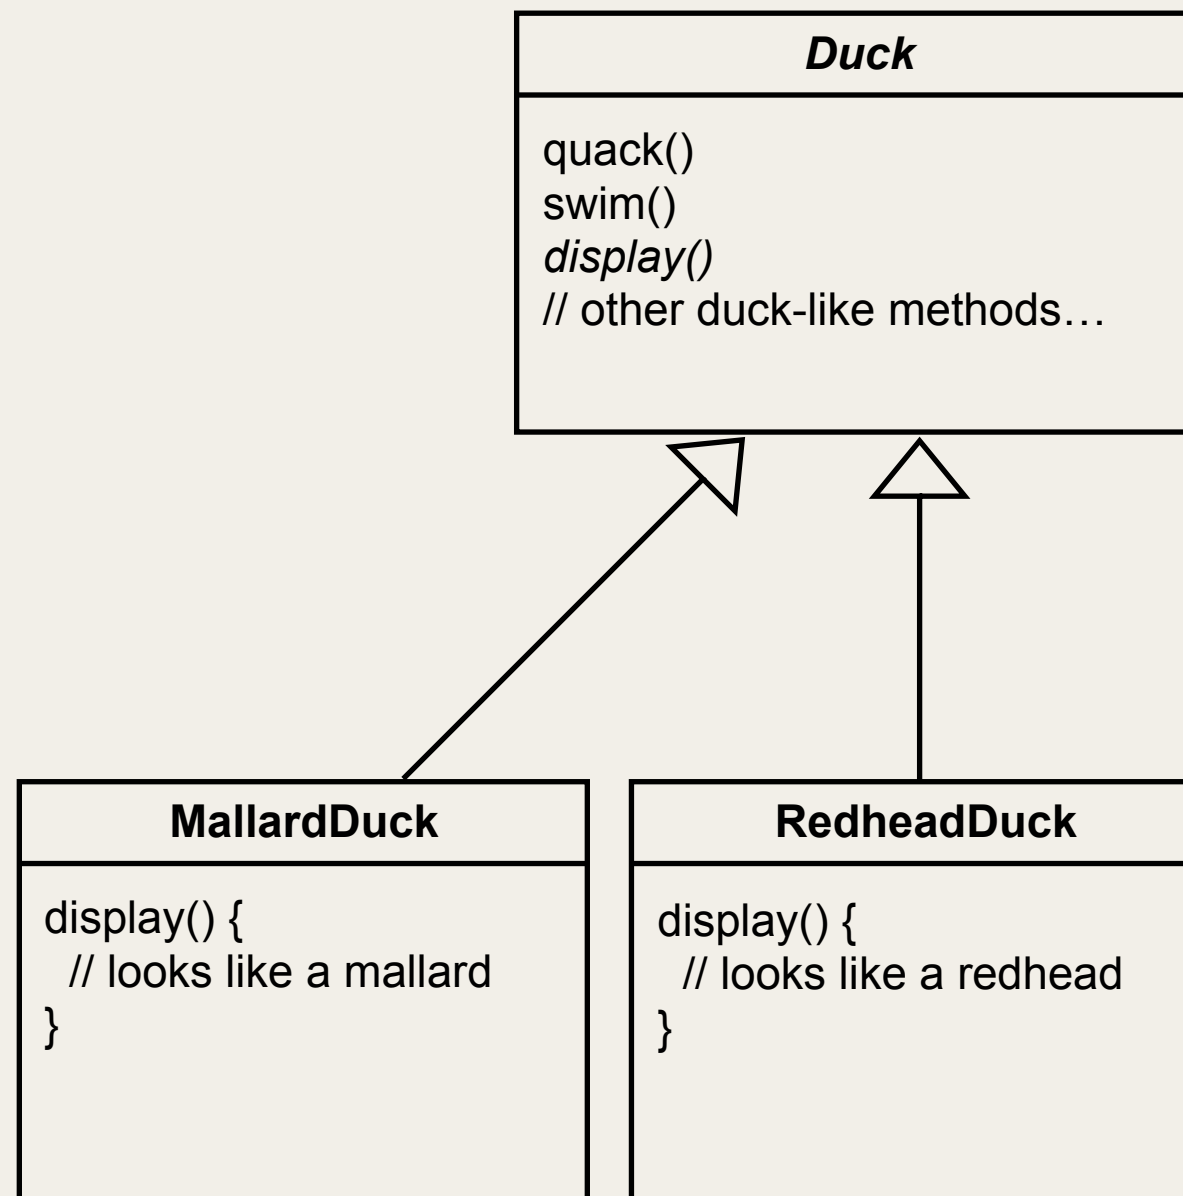 Duck
quack()
swim()
display()
// other duck-like methods…
MallardDuck
display() {
// looks like a mallard
}
RedheadDuck
display() {
// looks like a redhead
}